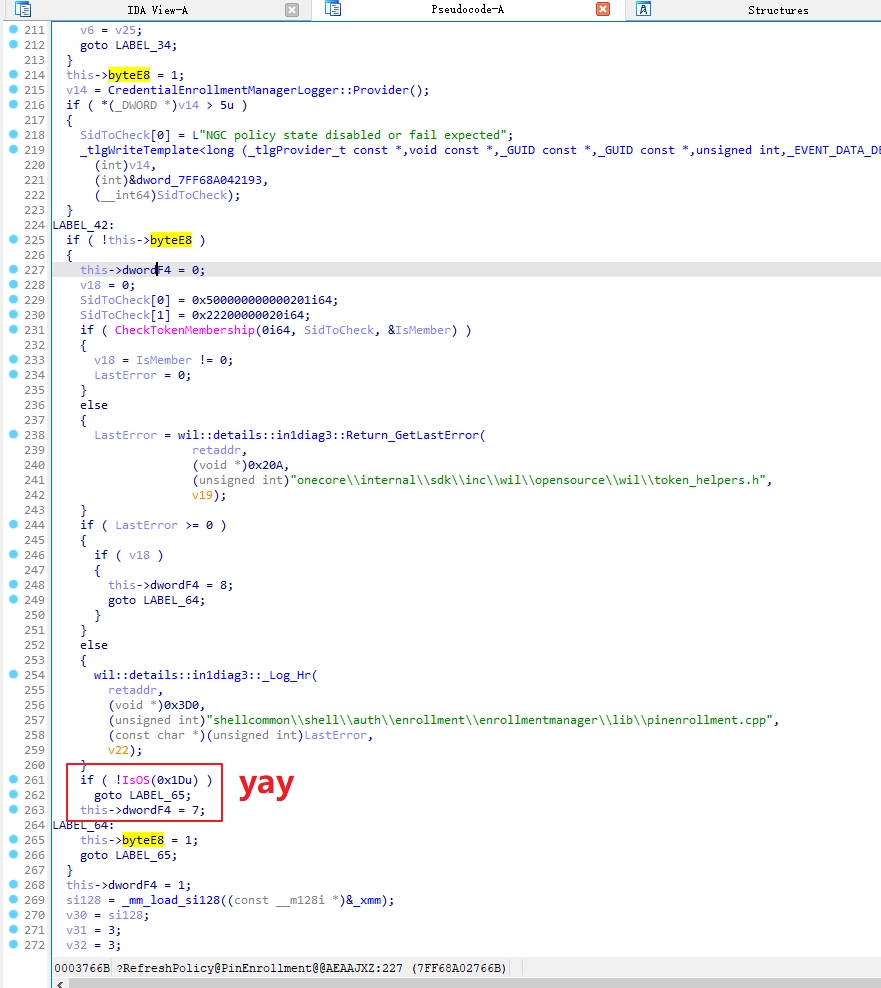 IDA View-A Pseudocode-A Structures
211 v6 = v25;
212 goto LABEL_34;
213 }
214 this->byteE8 = 1;
215 v14 = CredentialEnrollmentManagerLogger::Provider();
216 if ( *(_DWORD *)v14 > 5u )
217 {
218 SidToCheck[0] = L"NGC policy state disabled or fail expected";
219 _tlgWriteTemplate<long (_tlgProvider_t const *,void const *,_GUID const *,_GUID const *,unsigned int,_EVENT_DATA_DE
220 (int)v14,
221 (int)&dword_7FF68A042193,
222 (__int64)SidToCheck);
223 }
224 LABEL_42:
225 if ( !this->byteE8 )
226 {
227 this->dwordF4 = 0;
228 v18 = 0;
229 SidToCheck[0] = 0x500000000000201i64;
230 SidToCheck[1] = 0x22200000020i64;
231 if ( CheckTokenMembership(0i64, SidToCheck, &IsMember) )
232 {
233 v18 = IsMember != 0;
234 LastError = 0;
235 }
236 else
237 {
238 LastError = wil::details::in1diag3::Return_GetLastError(
239 retaddr,
240 (void *)0x20A,
241 (unsigned int)"onecore\\internal\\sdk\\inc\\wil\\opensource\\wil\\token_helpers.h",
242 v19);
243 }
244 if ( LastError >= 0 )
245 {
246 if ( v18 )
247 {
248 this->dwordF4 = 8;
249 goto LABEL_64;
250 }
251 }
252 else
253 {
254 wil::details::in1diag3::_Log_Hr(
255 retaddr,
256 (void *)0x3D0,
257 (unsigned int)"shellcommon\\shell\\auth\\enrollment\\enrollmentmanager\\lib\\pinenrollment.cpp",
258 (const char *)(unsigned int)LastError,
259 v22);
260 }
261 if ( !IsOS(0x1Du) )
262 goto LABEL_65;
263 this->dwordF4 = 7;
yay
264 LABEL_64:
265 this->byteE8 = 1;
266 goto LABEL_65;
267 }
268 this->dwordF4 = 1;
269 si128 = _mm_load_si128((const __m128i *)&_xmm);
270 v30 = si128;
271 v31 = 3;
272 v32 = 3;
0003766B ?RefreshPolicy@PinEnrollment@@AEAAJXZ:227 (7FF68A02766B)